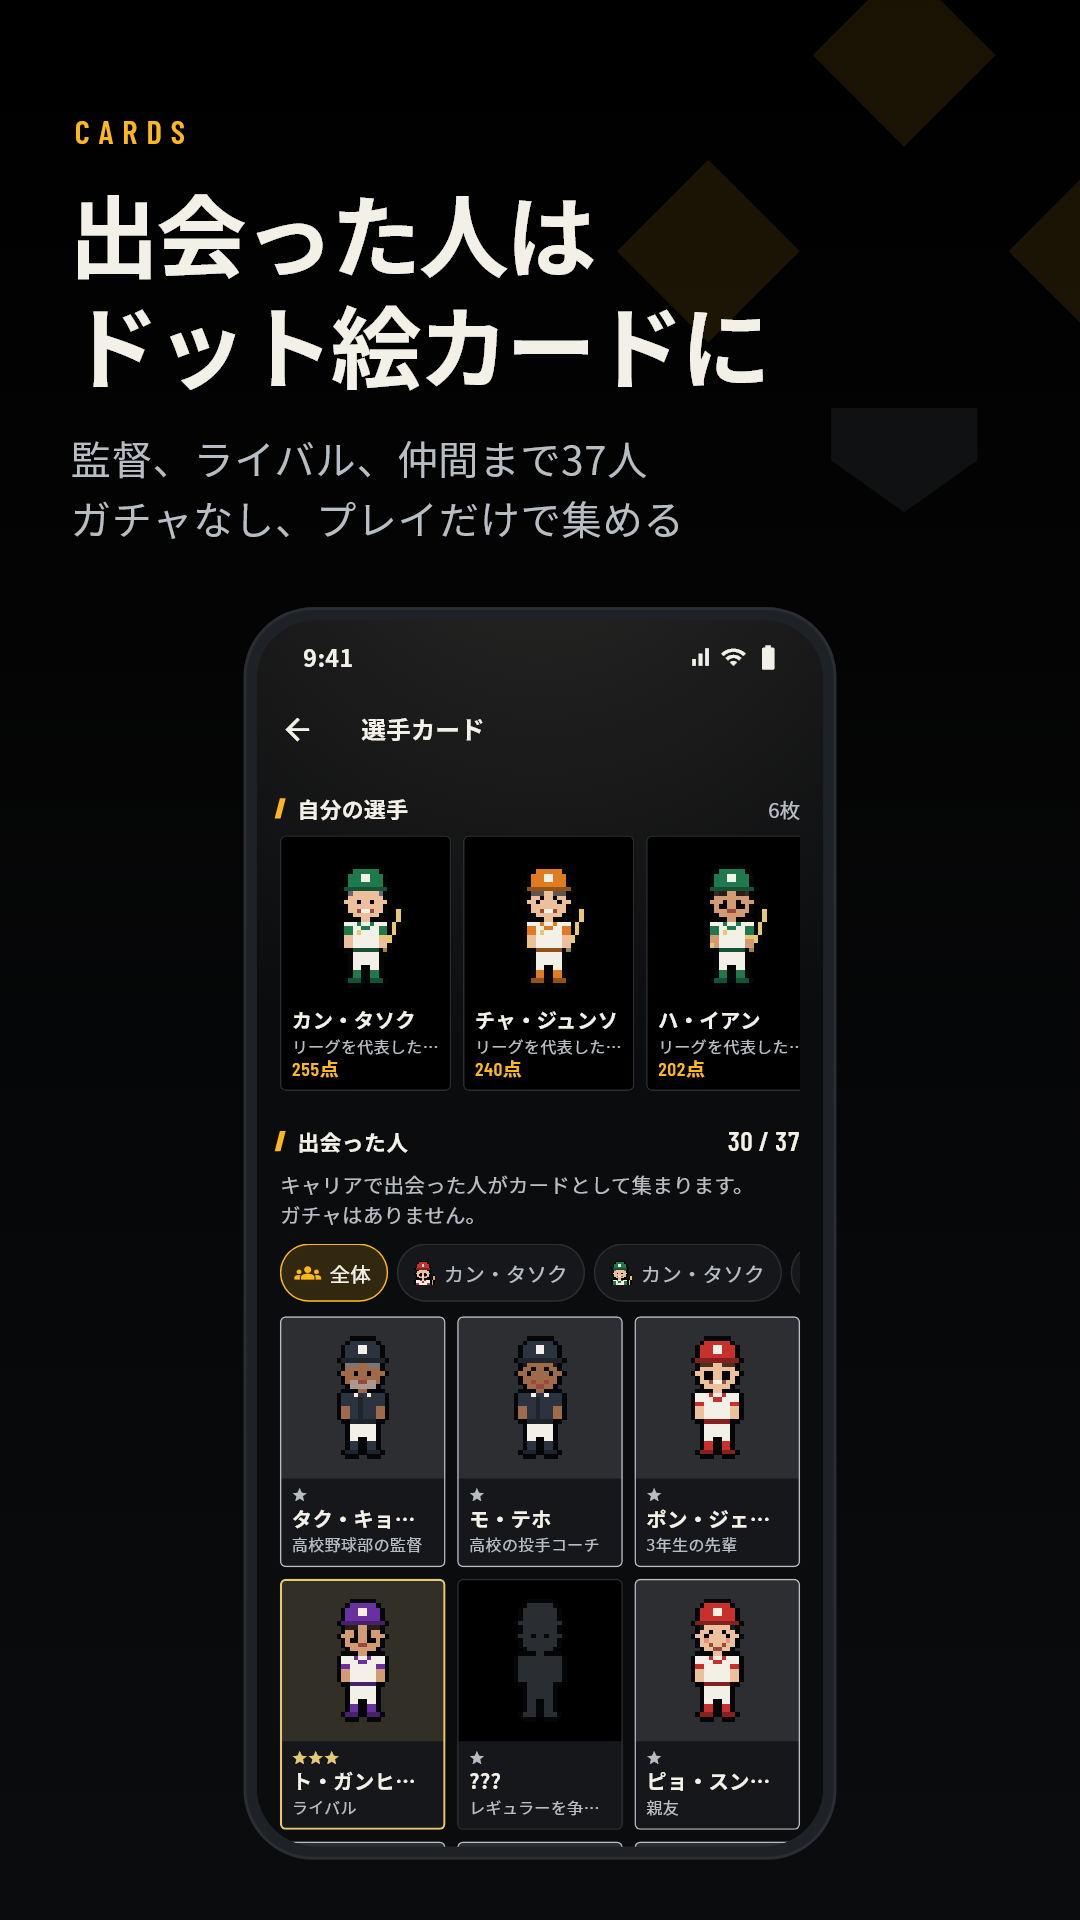 CARDS
出会った人は
ドット絵カードに
監督、ライバル、仲間まで37人
ガチャなし、プレイだけで集める
9:41
選手カード
自分の選手
6枚
カン・タソク
チャ・ジュンソ
ハ・イアン
リーグを代表した…
リーグを代表した…
リーグを代表した…
255点
240点
202点
出会った人
30 / 37
キャリアで出会った人がカードとして集まります。
ガチャはありません。
全体
カン・タソク
カン・タソク
タク・キョ…
モ・テホ
ポン・ジェ…
高校野球部の監督
高校の投手コーチ
3年生の先輩
ト・ガンヒ…
???
ピョ・スン…
ライバル
レギュラーを争…
親友